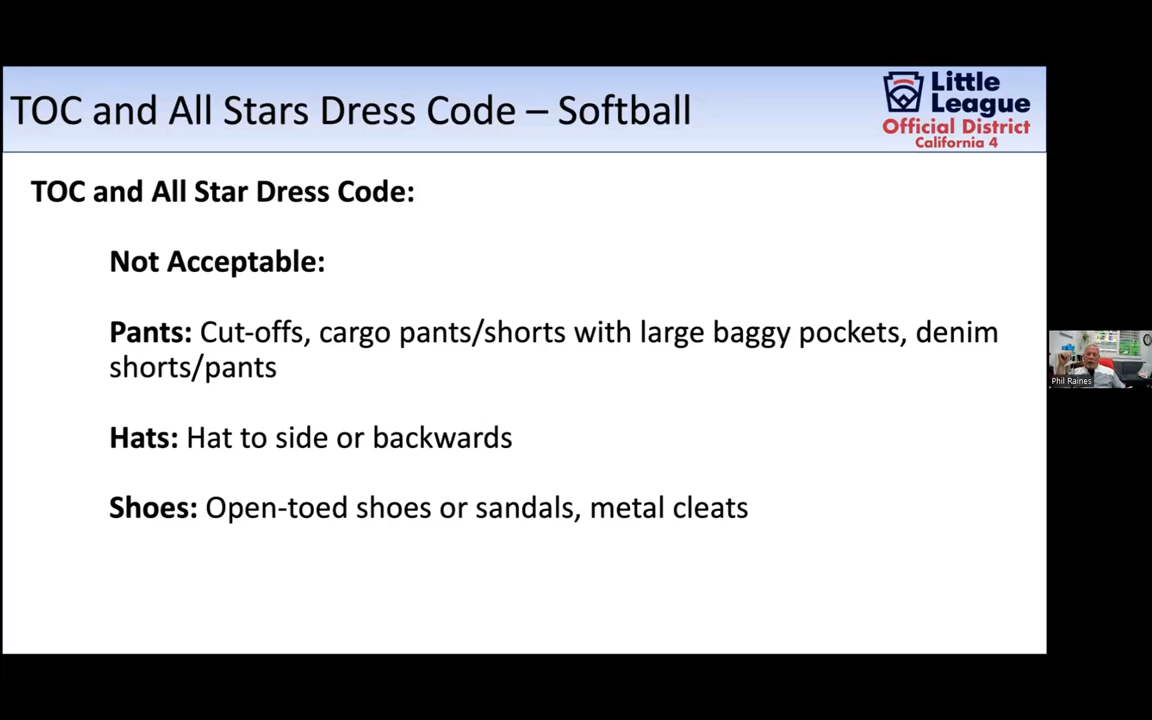 TOC and All Stars Dress Code – Softball
Little
League
Official District
California 4
TOC and All Star Dress Code:
Not Acceptable:
Pants: Cut-offs, cargo pants/shorts with large baggy pockets, denim
shorts/pants
Hats: Hat to side or backwards
Shoes: Open-toed shoes or sandals, metal cleats
Phil Raines